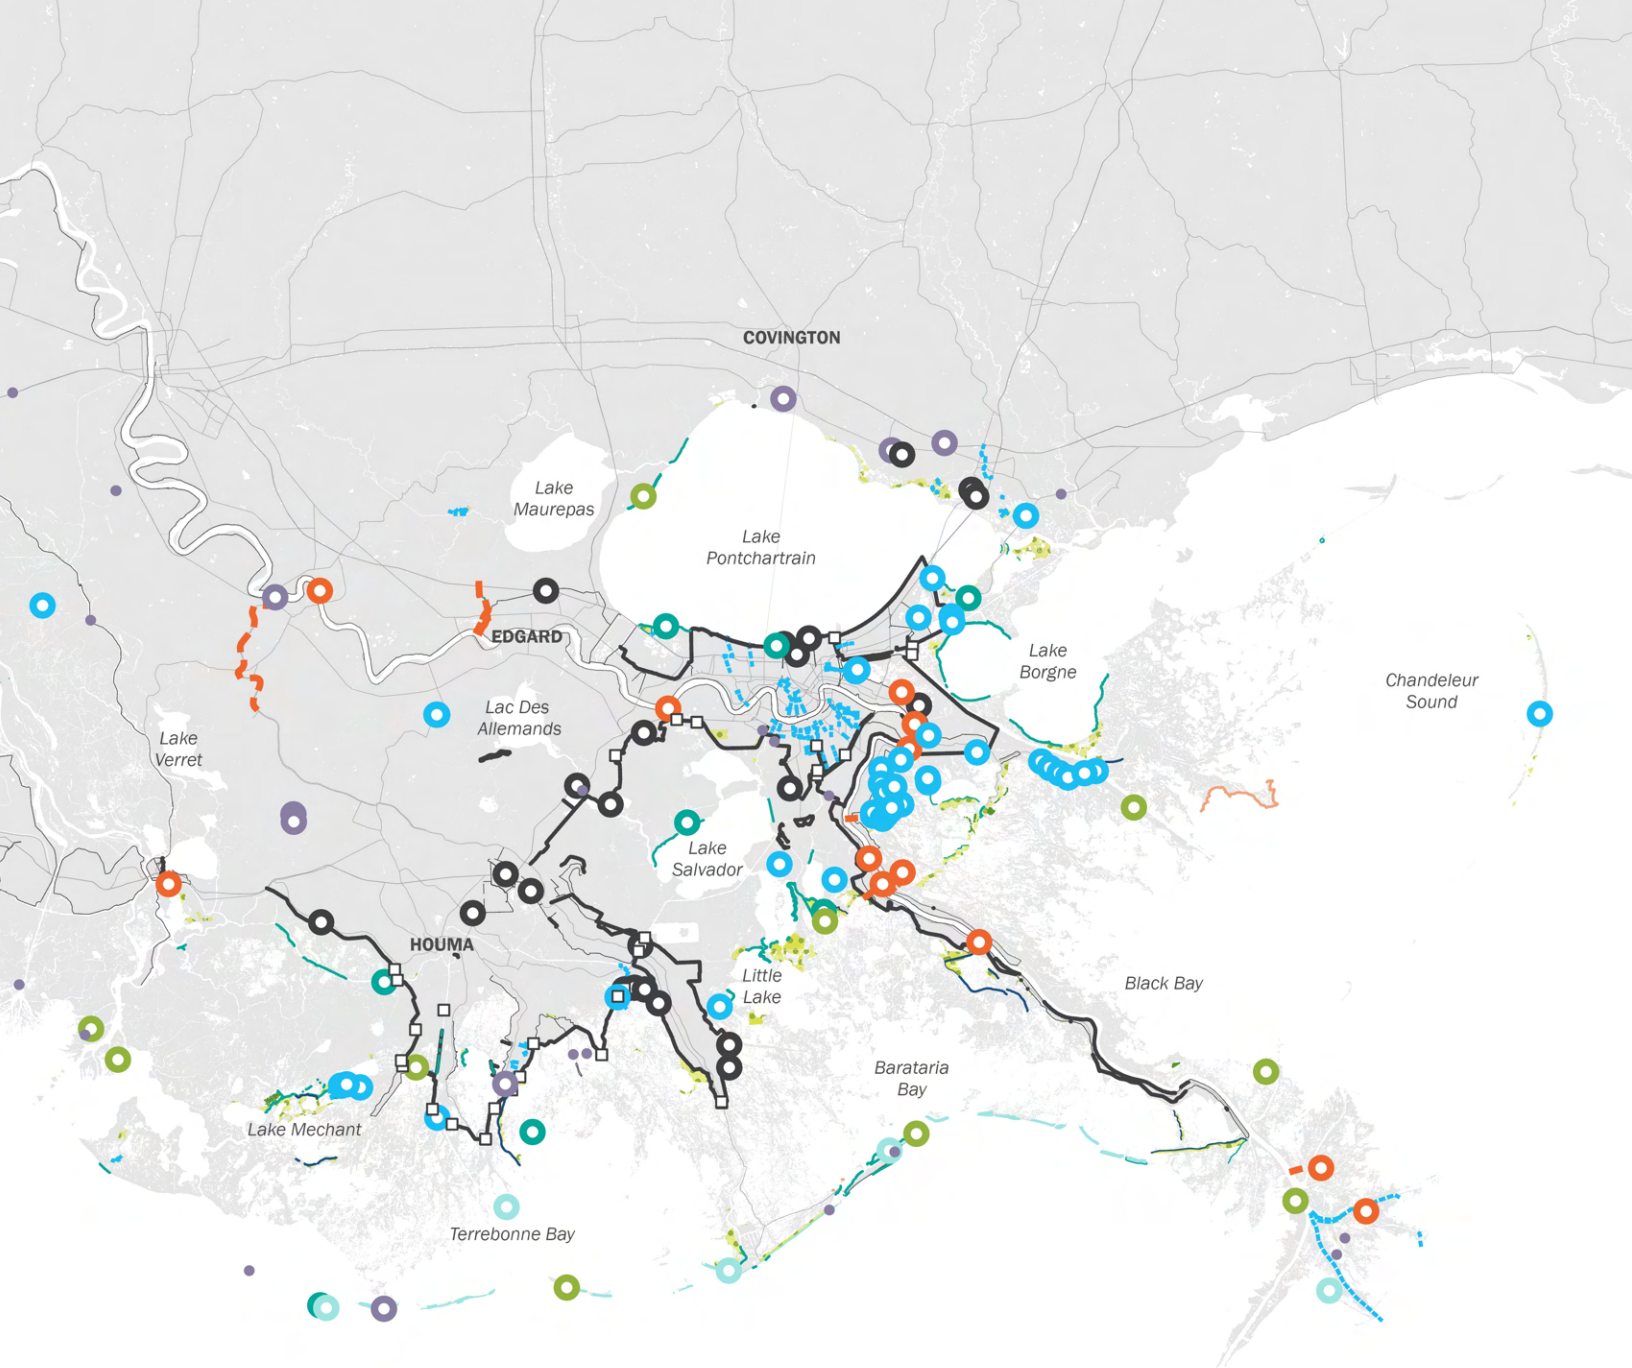 COVINGTON
Lake
Maurepas
Lake
Pontchartrain
EDGARD
Lake
Borgne
Chandeleur
Sound
Lac Des
Allemands
Lake
Verret
Lake
Salvador
HOUMA
Little
Lake
Black Bay
Barataria
Bay
Lake Mechant
Terrebonne Bay